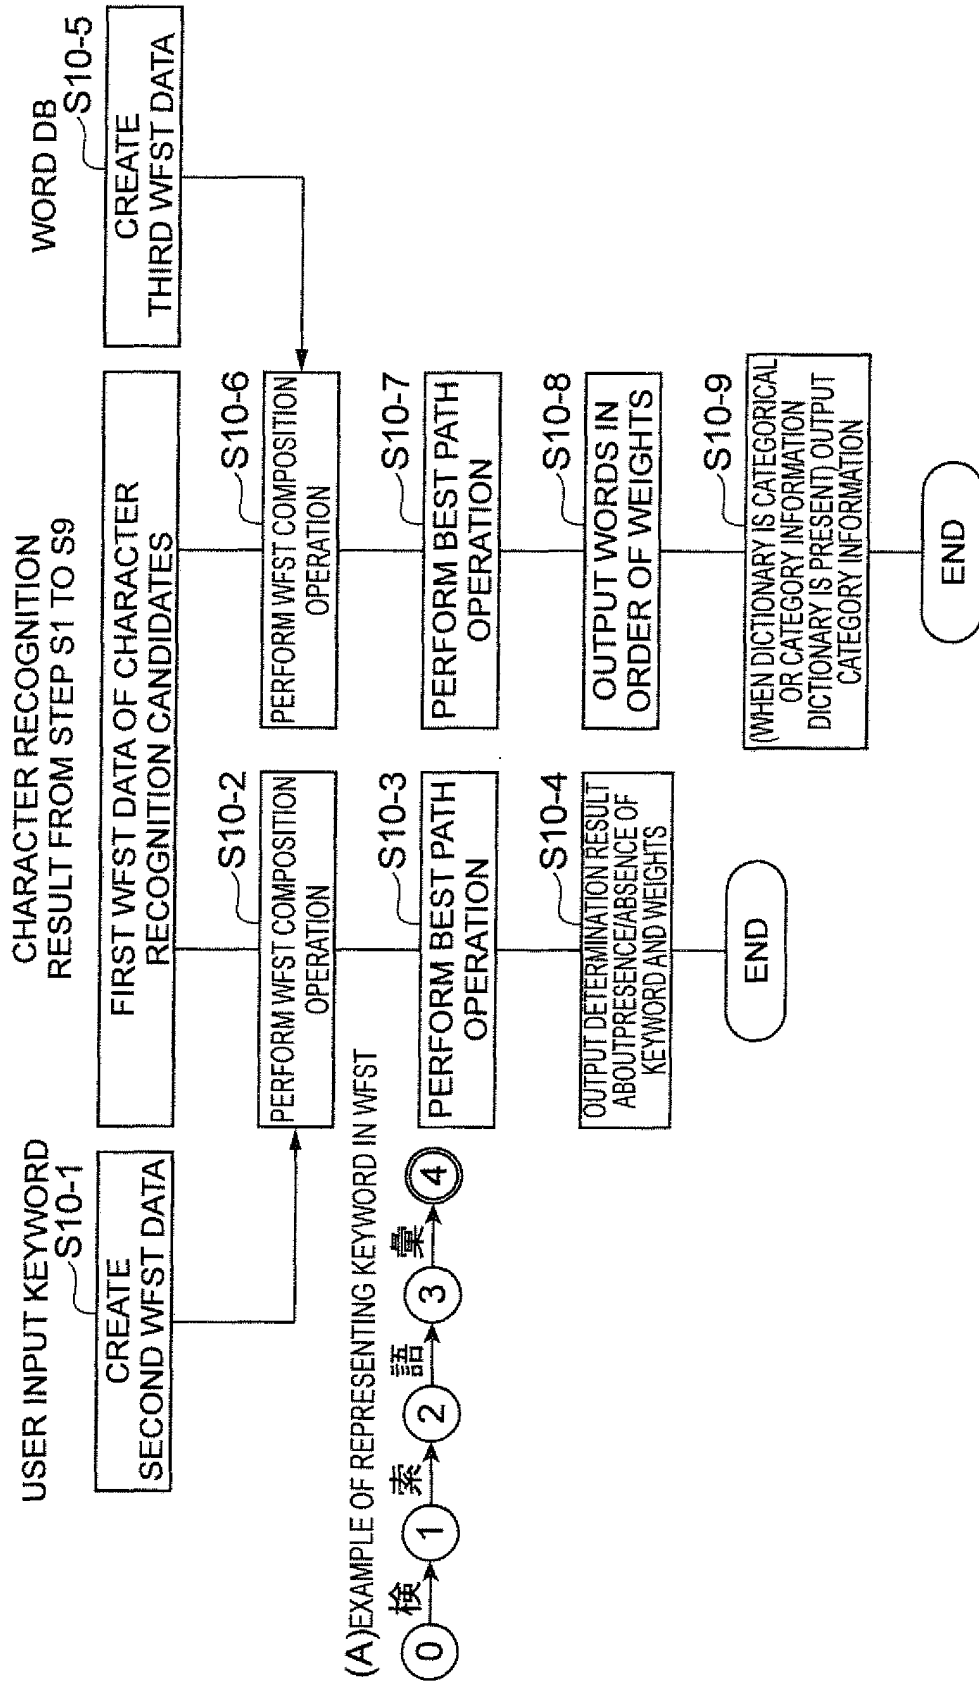 USER INPUT KEYWORD
S10-1
CREATE
SECOND WFST DATA
CHARACTER RECOGNITION
RESULT FROM STEP S1 TO S9
FIRST WFST DATA OF CHARACTER
RECOGNITION CANDIDATES
WORD DB
S10-5
CREATE
THIRD WFST DATA
S10-2
PERFORM WFST COMPOSITION
OPERATION
S10-3
PERFORM BEST PATH
OPERATION
S10-4
OUTPUT DETERMINATION RESULT
ABOUTPRESENCE/ABSENCE OF
KEYWORD AND WEIGHTS
END
S10-6
PERFORM WFST COMPOSITION
OPERATION
S10-7
PERFORM BEST PATH
OPERATION
S10-8
OUTPUT WORDS IN
ORDER OF WEIGHTS
S10-9
(WHEN DICTIONARY IS CATEGORICAL
OR CATEGORY INFORMATION
DICTIONARY IS PRESENT) OUTPUT
CATEGORY INFORMATION
END
(A)EXAMPLE OF REPRESENTING KEYWORD IN WFST
0 検 1 索 2 語 3 彙 4